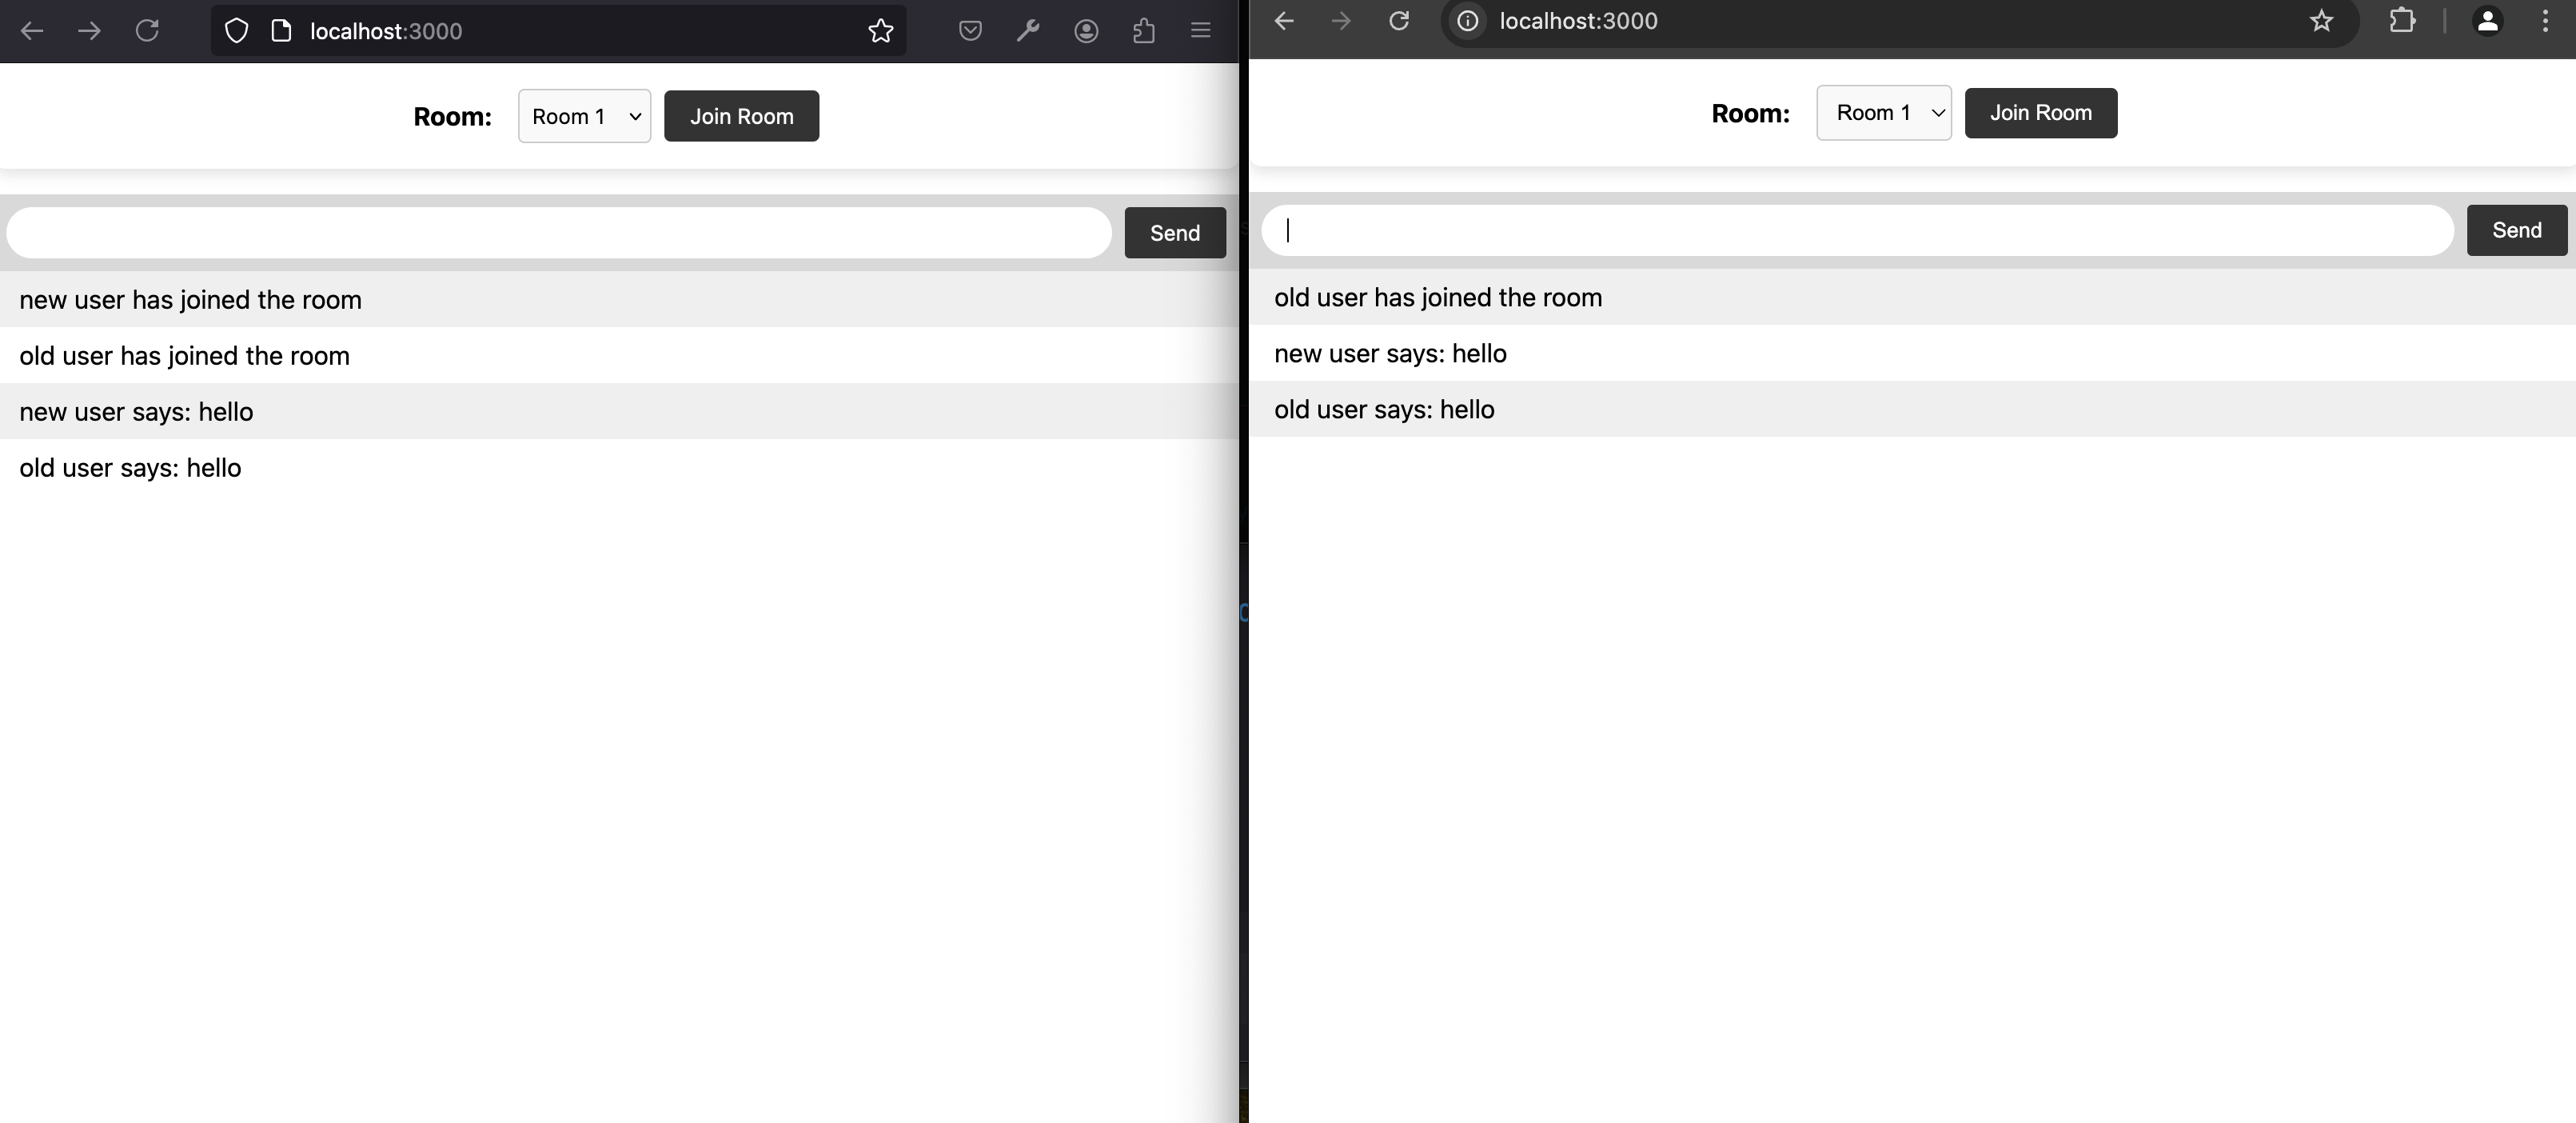 localhost:3000
Room: Room 1 Join Room
Send
new user has joined the room
old user has joined the room
new user says: hello
old user says: hello
localhost:3000
Room: Room 1 Join Room
Send
old user has joined the room
new user says: hello
old user says: hello